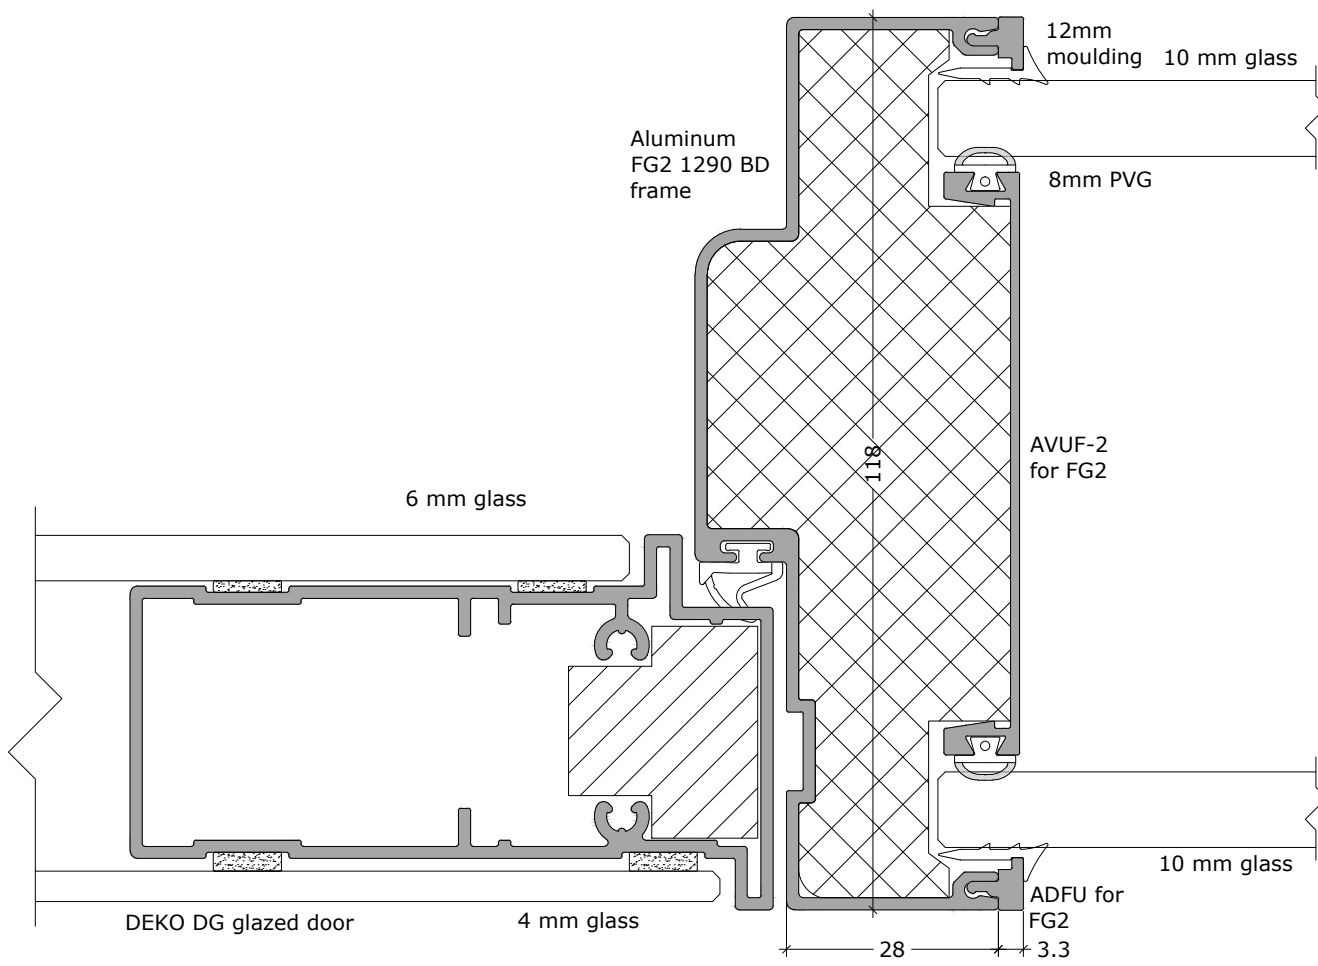 12mm
moulding
10 mm glass
Aluminum
FG2 1290 BD
frame
8mm PVG
118
AVUF-2
for FG2
6 mm glass
10 mm glass
ADFU for
FG2
DEKO DG glazed door
4 mm glass
28
3.3